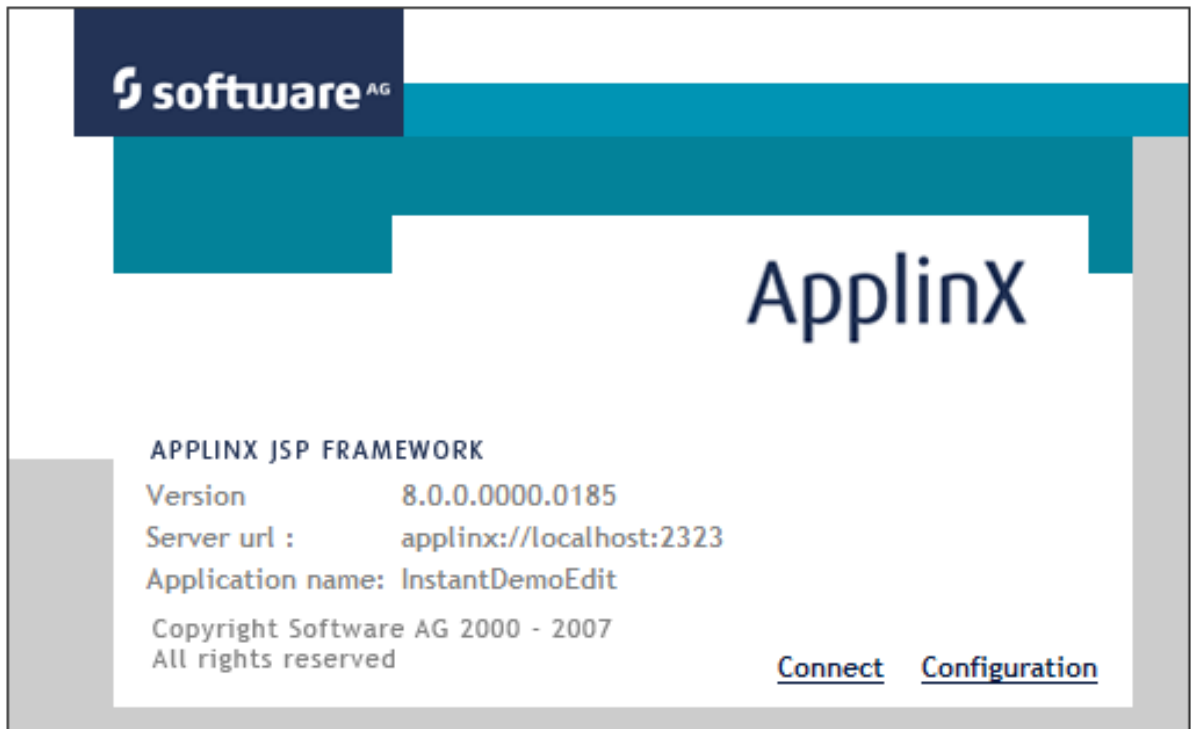 software AG
ApplinX
APPLINX JSP FRAMEWORK
Version 8.0.0.0000.0185
Server url : applinx://localhost:2323
Application name: InstantDemoEdit
Copyright Software AG 2000 - 2007
All rights reserved
Connect Configuration